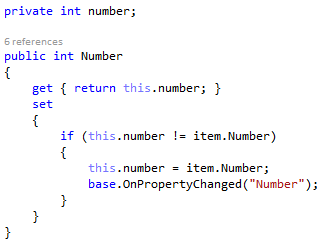 private int number;
6 references
public int Number
{
get { return this.number; }
set
{
if (this.number != item.Number)
{
this.number = item.Number;
base.OnPropertyChanged("Number");
}
}
}